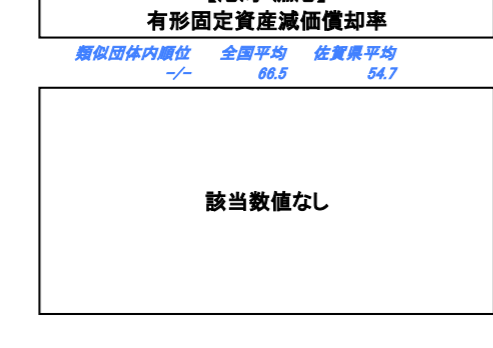 有形固定資産減価償却率
類似団体内順位 全国平均 佐賀県平均
-/- 66.5 54.7
該当数値なし